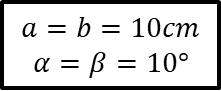 a = b = 10cm
α = β = 10°